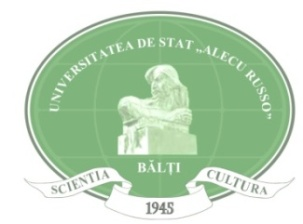 UNIVERSITATEA DE STAT „ALECU RUSSO”
BĂLŢI
SCIENTIA CULTURA
1945